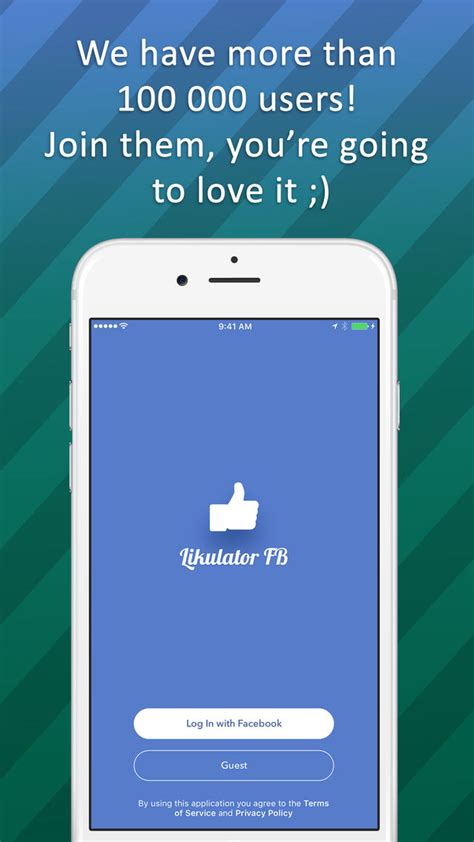 We have more than
100 000 users!
Join them, you're going
to love it ;)
9:41 AM
Likulator FB
Log In with Facebook
Guest
By using this application you agree to the Terms
of Service and Privacy Policy